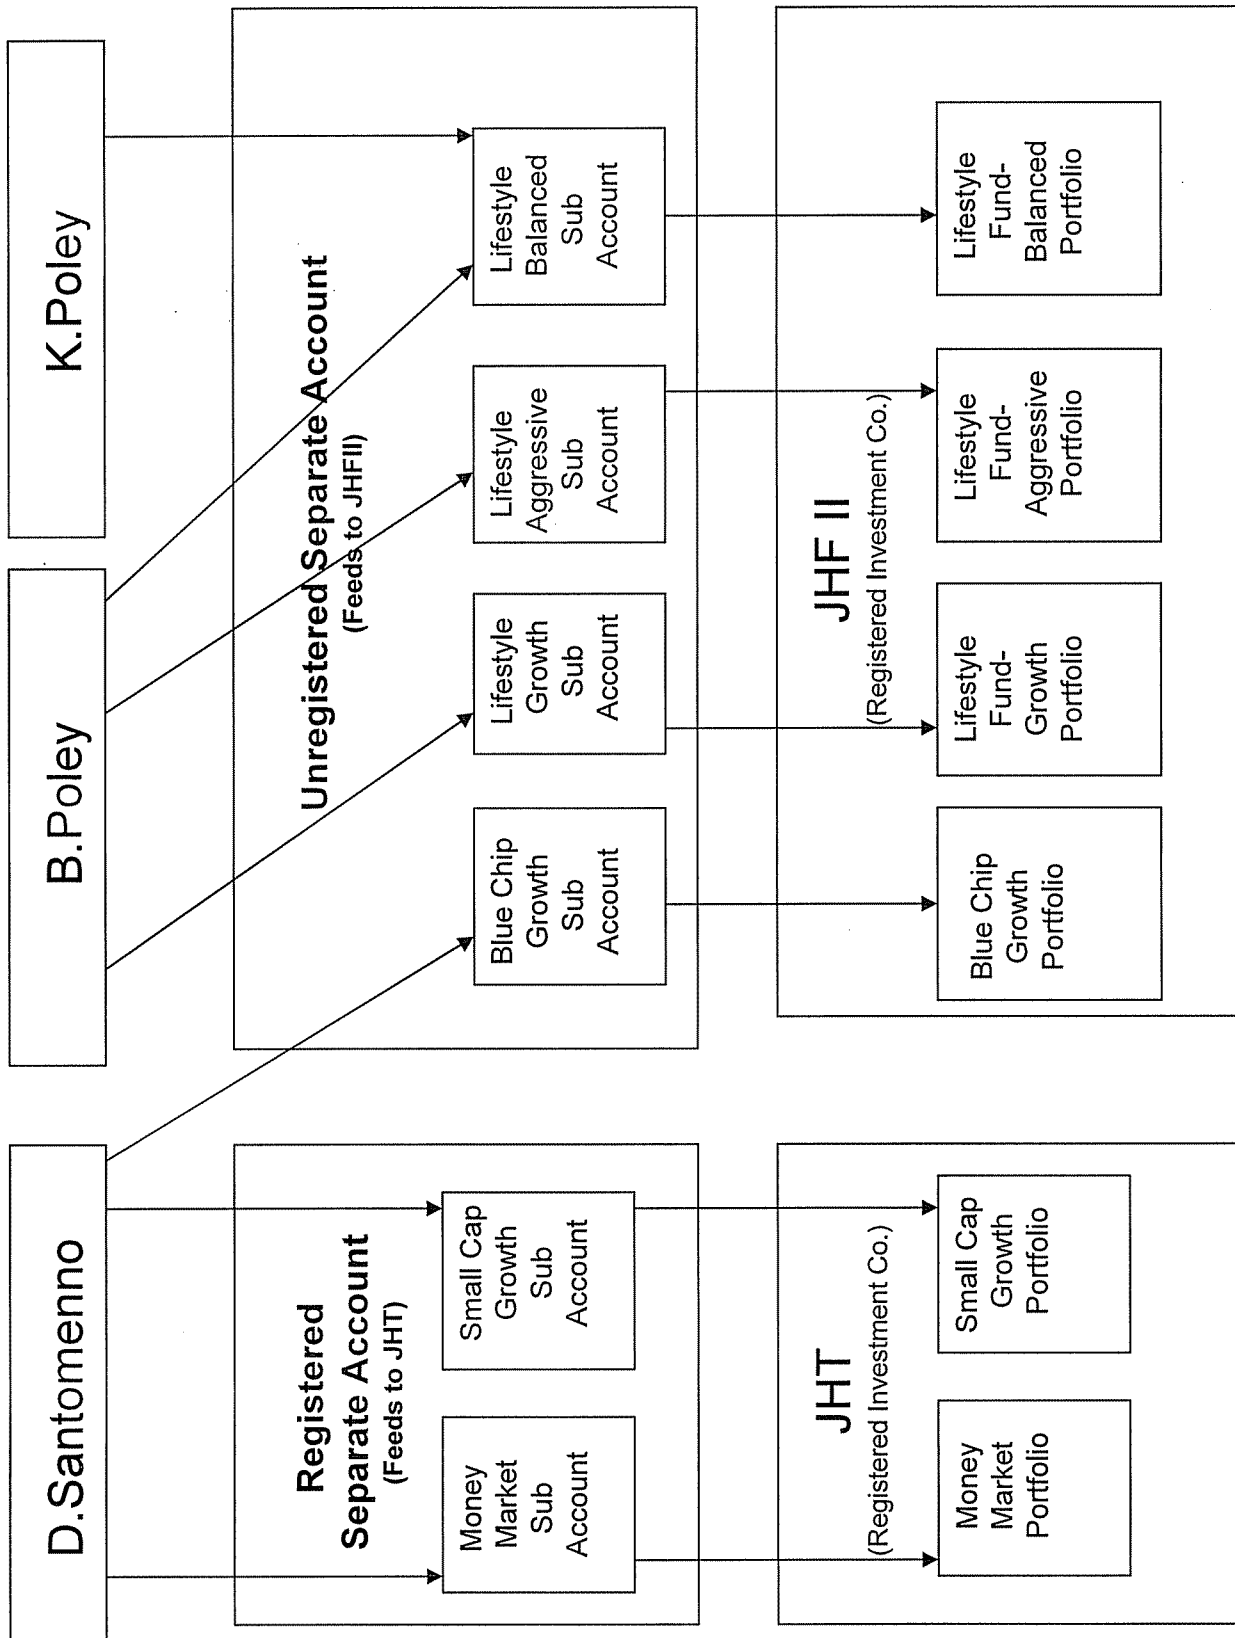 D.Santomenno
B.Poley
K.Poley
Registered
Separate Account
(Feeds to JHT)
Money
Market
Sub
Account
Small Cap
Growth
Sub
Account
Unregistered Separate Account
(Feeds to JHFII)
Blue Chip
Growth
Sub
Account
Lifestyle
Growth
Sub
Account
Lifestyle
Aggressive
Sub
Account
Lifestyle
Balanced
Sub
Account
JHT
(Registered Investment Co.)
Money
Market
Portfolio
Small Cap
Growth
Portfolio
JHF II
(Registered Investment Co.)
Blue Chip
Growth
Portfolio
Lifestyle
Fund-
Growth
Portfolio
Lifestyle
Fund-
Aggressive
Portfolio
Lifestyle
Fund-
Balanced
Portfolio